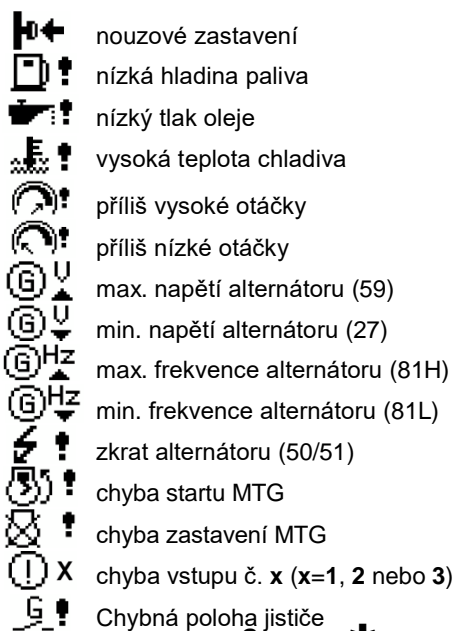 nouzové zastavení
nízká hladina paliva
nízký tlak oleje
vysoká teplota chladiva
příliš vysoké otáčky
příliš nízké otáčky
G V max. napětí alternátoru (59)
G V min. napětí alternátoru (27)
G Hz max. frekvence alternátoru (81H)
G Hz min. frekvence alternátoru (81L)
zkrat alternátoru (50/51)
chyba startu MTG
chyba zastavení MTG
! x chyba vstupu č. x (x=1, 2 nebo 3)
G ! Chybná poloha jističe